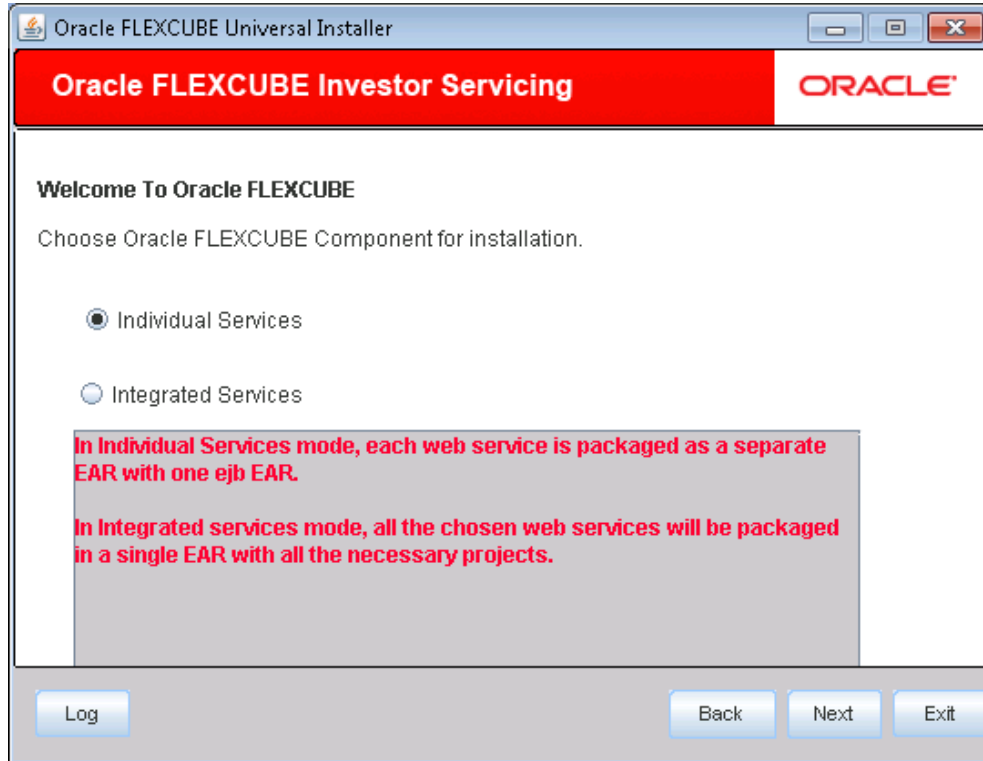 Oracle FLEXCUBE Universal Installer
Oracle FLEXCUBE Investor Servicing
ORACLE
Welcome To Oracle FLEXCUBE
Choose Oracle FLEXCUBE Component for installation.
Individual Services
Integrated Services
In Individual Services mode, each web service is packaged as a separate
EAR with one ejb EAR.
In Integrated services mode, all the chosen web services will be packaged
in a single EAR with all the necessary projects.
Log
Back
Next
Exit